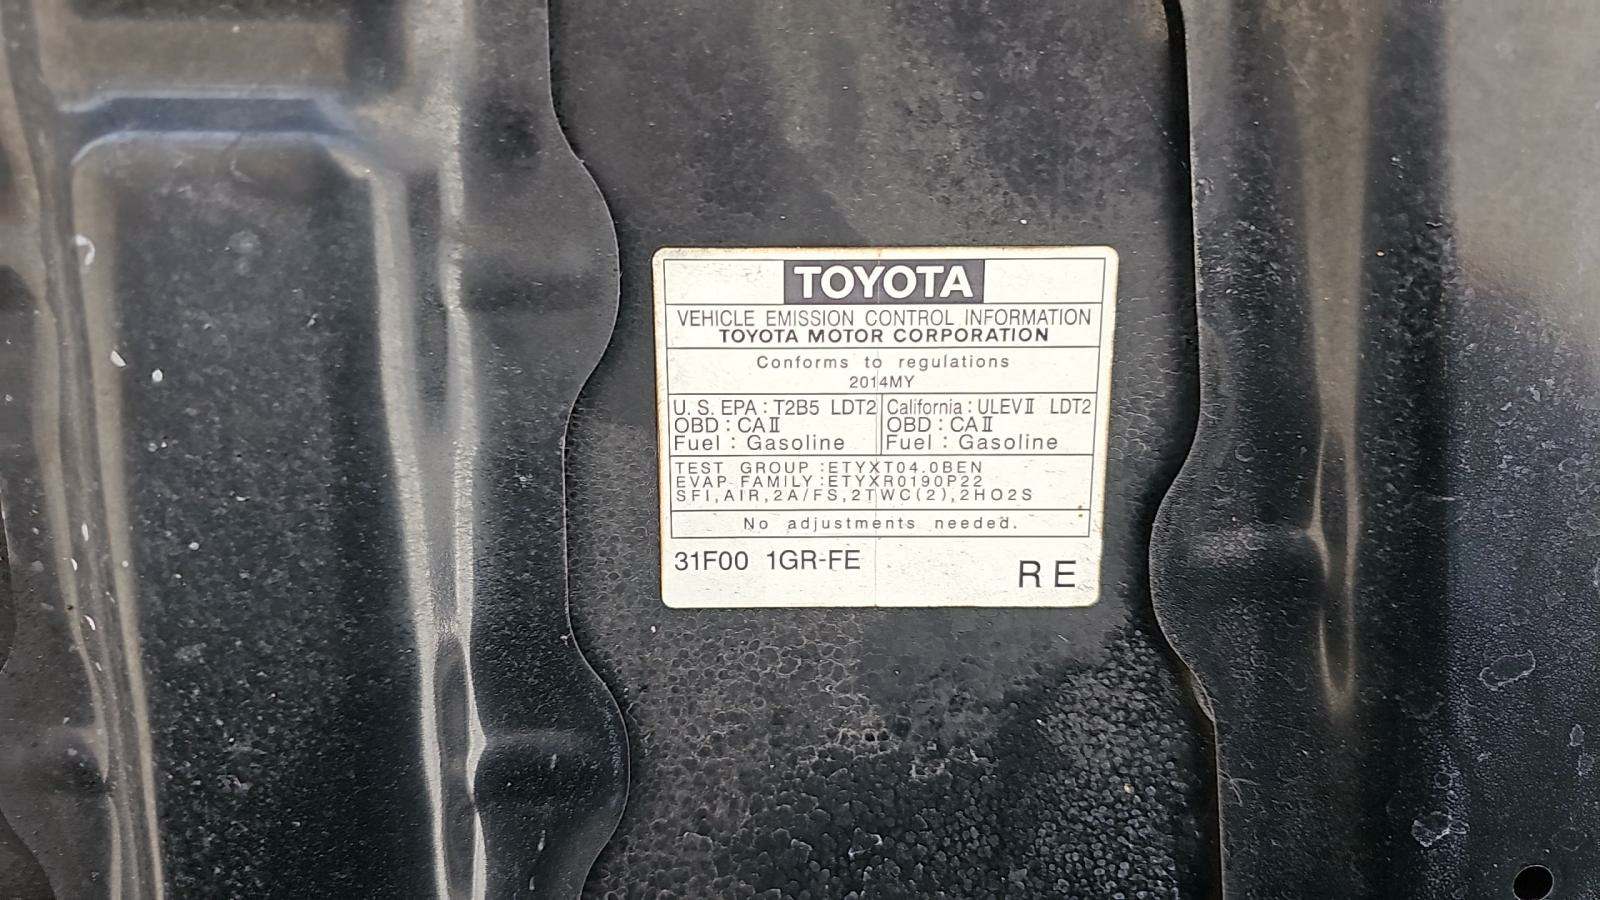 TOYOTA
VEHICLE EMISSION CONTROL INFORMATION
TOYOTA MOTOR CORPORATION
Conforms to regulations
2014MY
U.S. EPA : T2B5 LDT2
OBD : CAⅡ
Fuel : Gasoline
California : ULEVⅡ LDT2
OBD : CAⅡ
Fuel : Gasoline
TEST GROUP :ETYXT04.0BEN
EVAP FAMILY :ETYXR0190P22
SFI,AIR,2A/FS,2TWC(2),2HO2S
No adjustments needed.
31F00 1GR-FE
RE